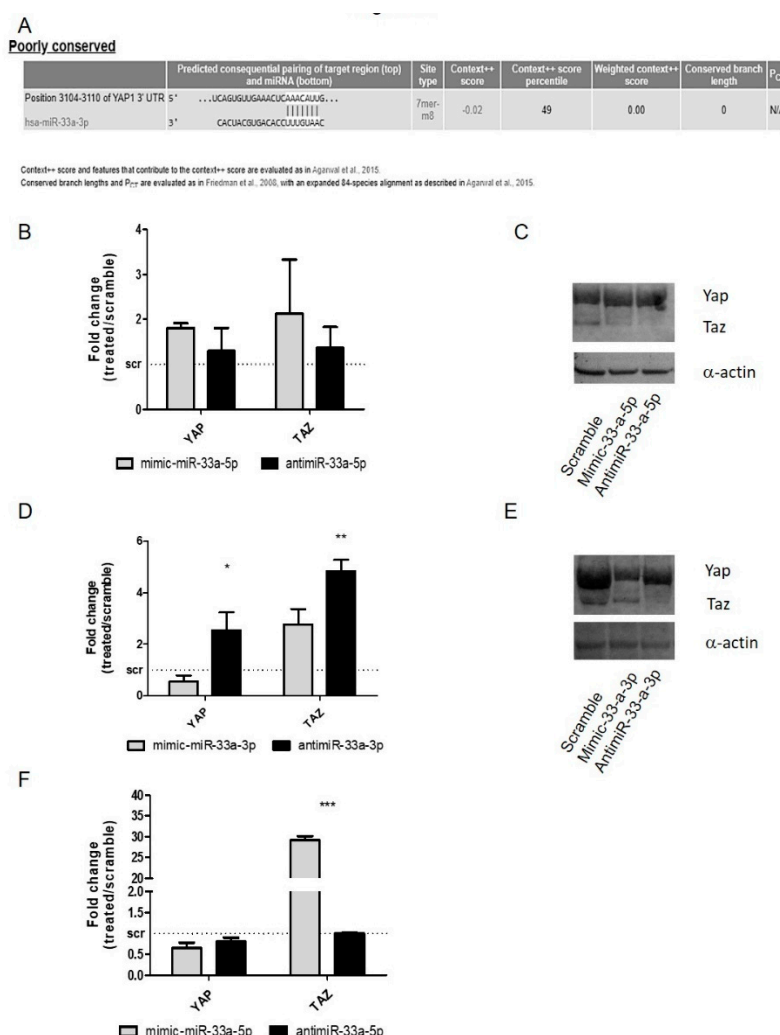 A
Poorly conserved
Predicted consequential pairing of target region (top) and miRNA (bottom)
Site type
Context++ score
Context++ score percentile
Weighted context++ score
Conserved branch length
Position 3104-3110 of YAP1 3' UTR 5' ...UCAGUGUUGAAACUCAAACAUUG...
hsa-miR-33a-3p 3' CACUACGUGACACCUUUGUAAC
7mer-m8
-0.02
49
0.00
0
Context++ score and features that contribute to the context++ score are evaluated as in Agarwal et al., 2015.
Conserved branch lengths and PCT are evaluated as in Friedman et al., 2008, with an expanded 84-species alignment as described in Agarwal et al., 2015.
B
Fold change
(treated/scramble)
4
3
2
scr
0
YAP
TAZ
mimic-miR-33a-5p
antimiR-33a-5p
C
Yap
Taz
α-actin
Scramble
Mimic-33-a-5p
AntimiR-33-a-5p
D
Fold change
(treated/scramble)
6
4
2
scr
0
*
**
YAP
TAZ
mimic-miR-33a-3p
antimiR-33a-3p
E
Yap
Taz
α-actin
Scramble
Mimic-33-a-3p
AntimiR-33-a-3p
F
Fold change
(treated/scramble)
40
30
20
2.0
1.5
scr
0.5
0.0
***
YAP
TAZ
mimic-miR-33a-5p
antimiR-33a-5p